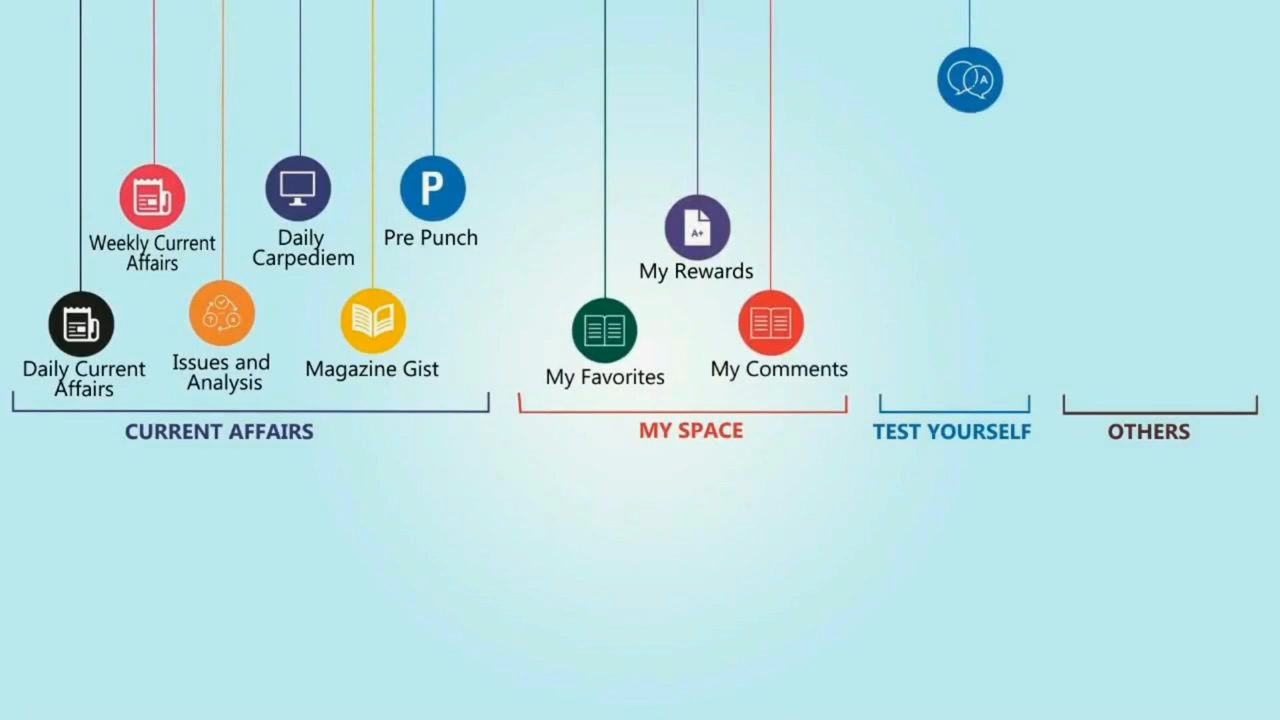 Weekly Current
Affairs
Daily
Carpediem
P
Pre Punch
Daily Current
Affairs
Issues and
Analysis
Magazine Gist
CURRENT AFFAIRS
A+
My Rewards
My Favorites
My Comments
MY SPACE
A
TEST YOURSELF
OTHERS